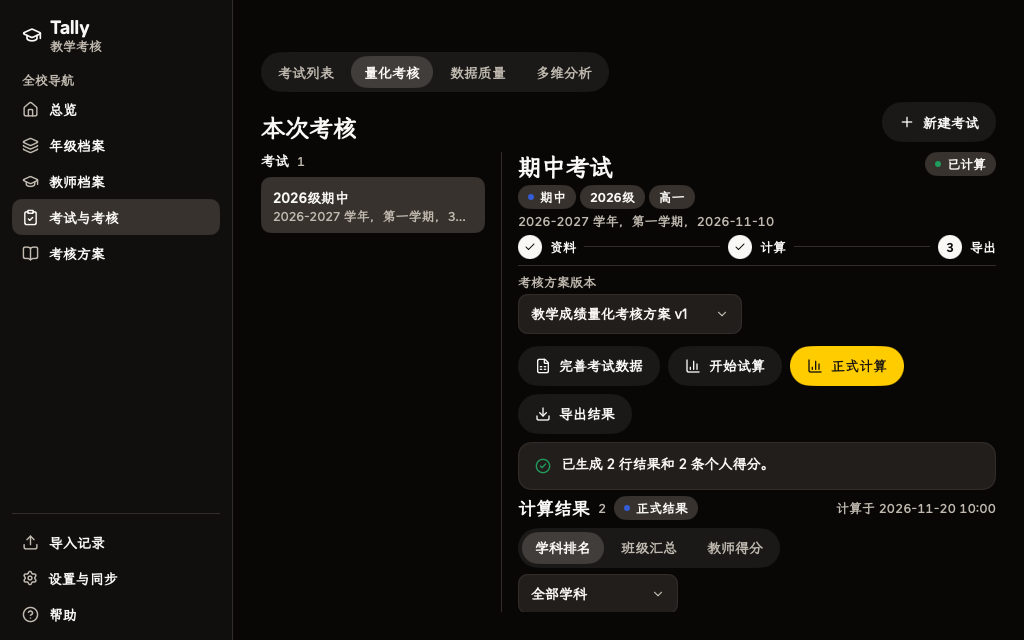 Tally
教学考核
全校导航
总览
年级档案
教师档案
考试与考核
考核方案
导入记录
设置与同步
帮助
考试列表
量化考核
数据质量
多维分析
本次考核
新建考试
考试 1
2026级期中
2026-2027 学年，第一学期，3...
期中考试
已计算
期中
2026级
高一
2026-2027 学年，第一学期，2026-11-10
资料
计算
3 导出
考核方案版本
教学成绩量化考核方案 v1
完善考试数据
开始试算
正式计算
导出结果
已生成 2 行结果和 2 条个人得分。
计算结果 2
正式结果
计算于 2026-11-20 10:00
学科排名
班级汇总
教师得分
全部学科